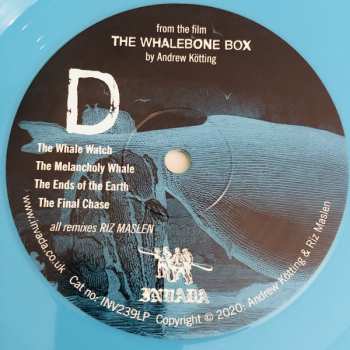 from the film
THE WHALEBONE BOX
by Andrew Kötting
D
The Whale Watch
The Melancholy Whale
The Ends of the Earth
The Final Chase
all remixes RIZ MASLEN
INVADA
www.invada.co.uk
Cat no: INV239LP Copyright © 2020: Andrew Kötting & Riz Maslen